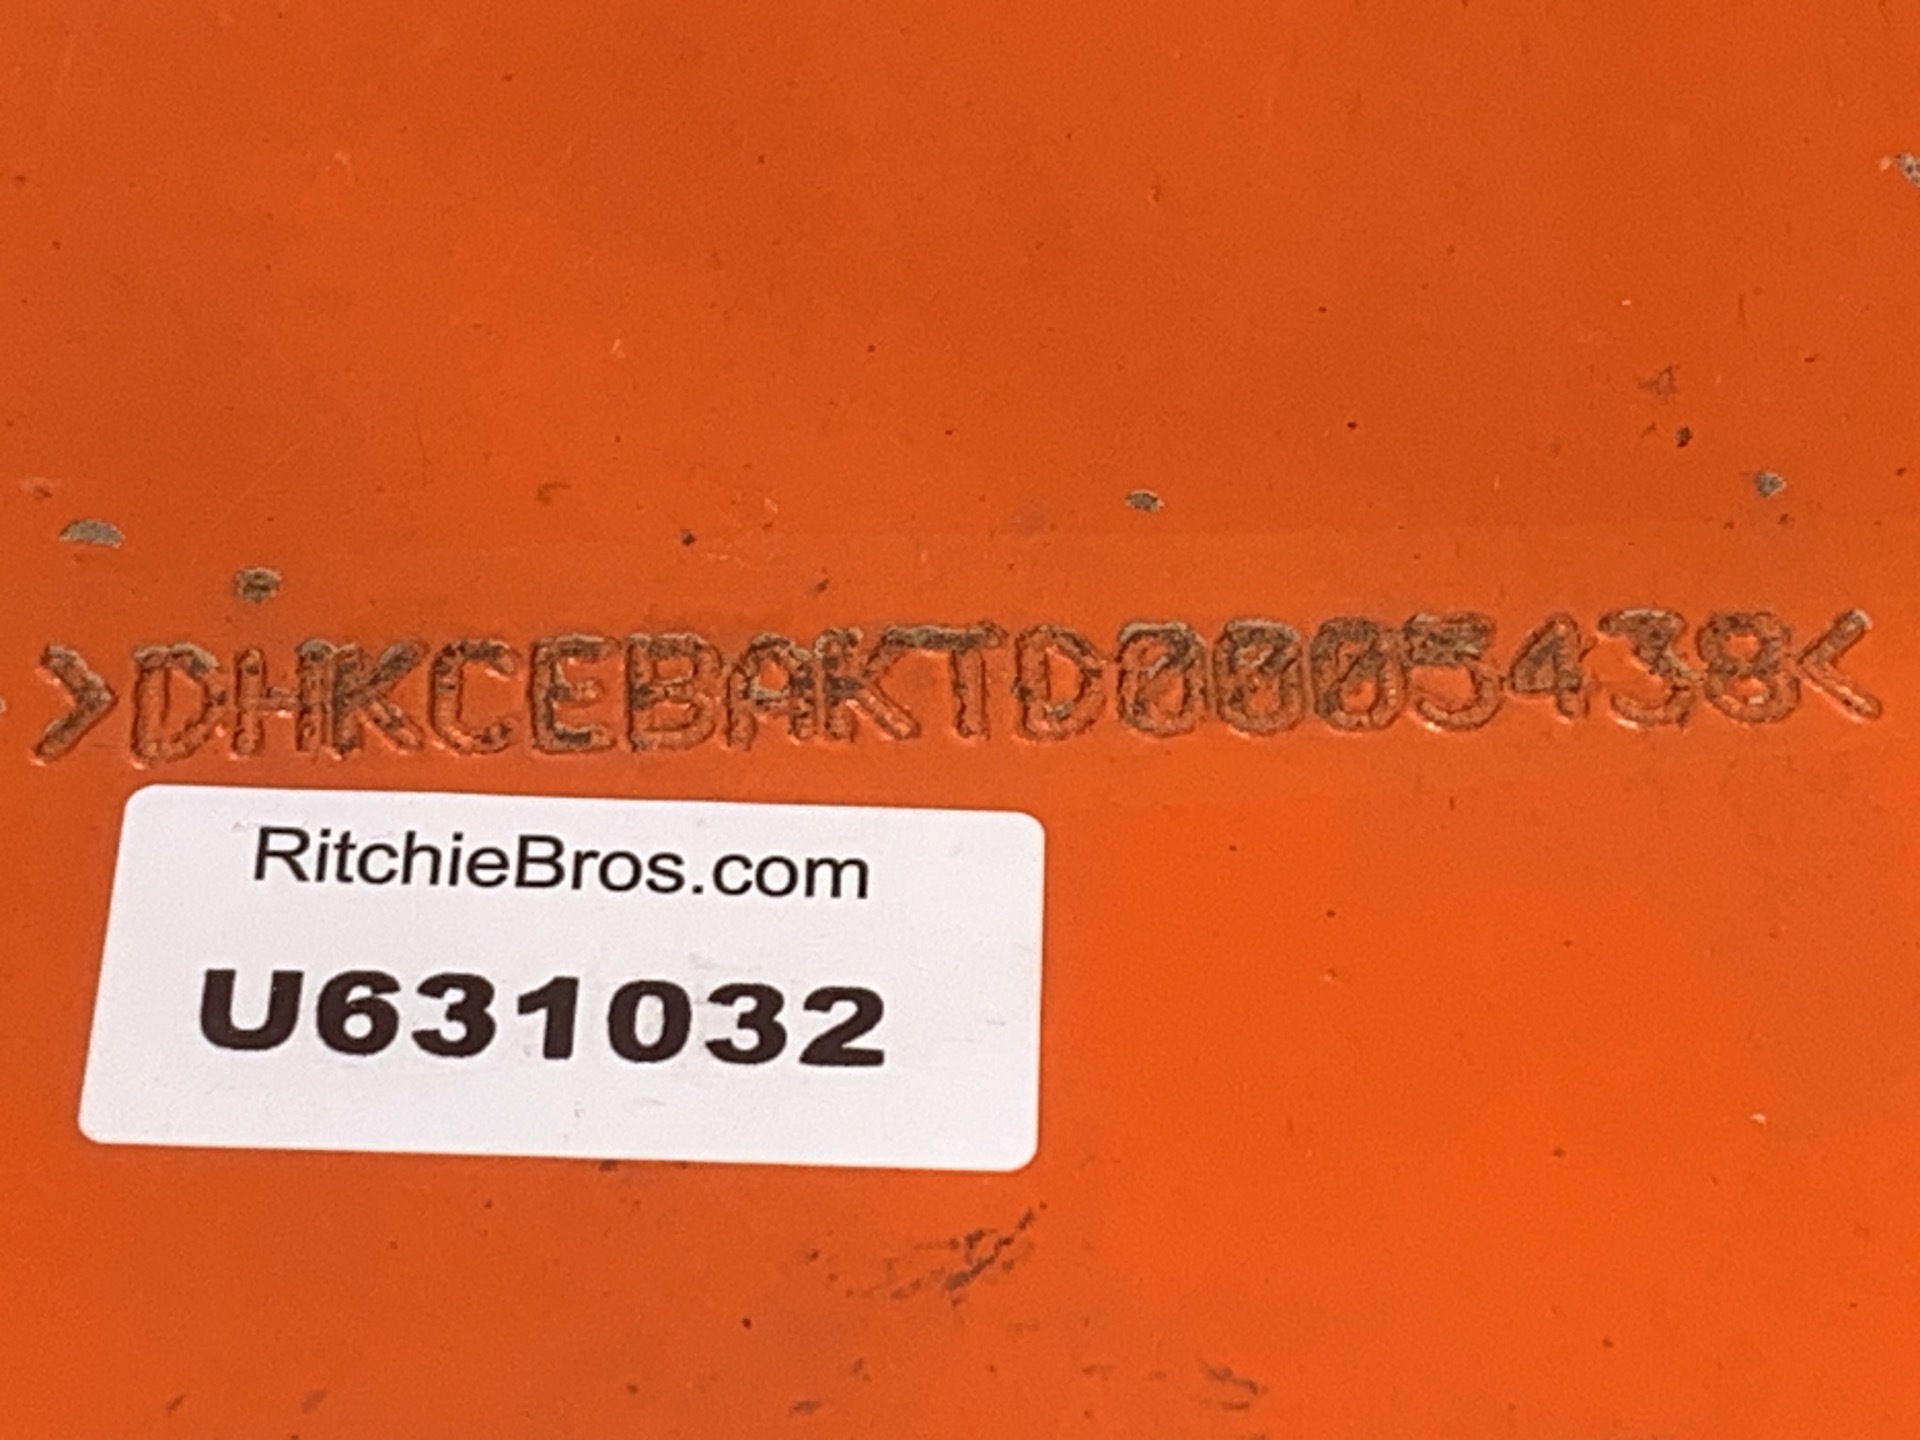 >DHKCEBAKTD0005438<
RitchieBros.com
U631032